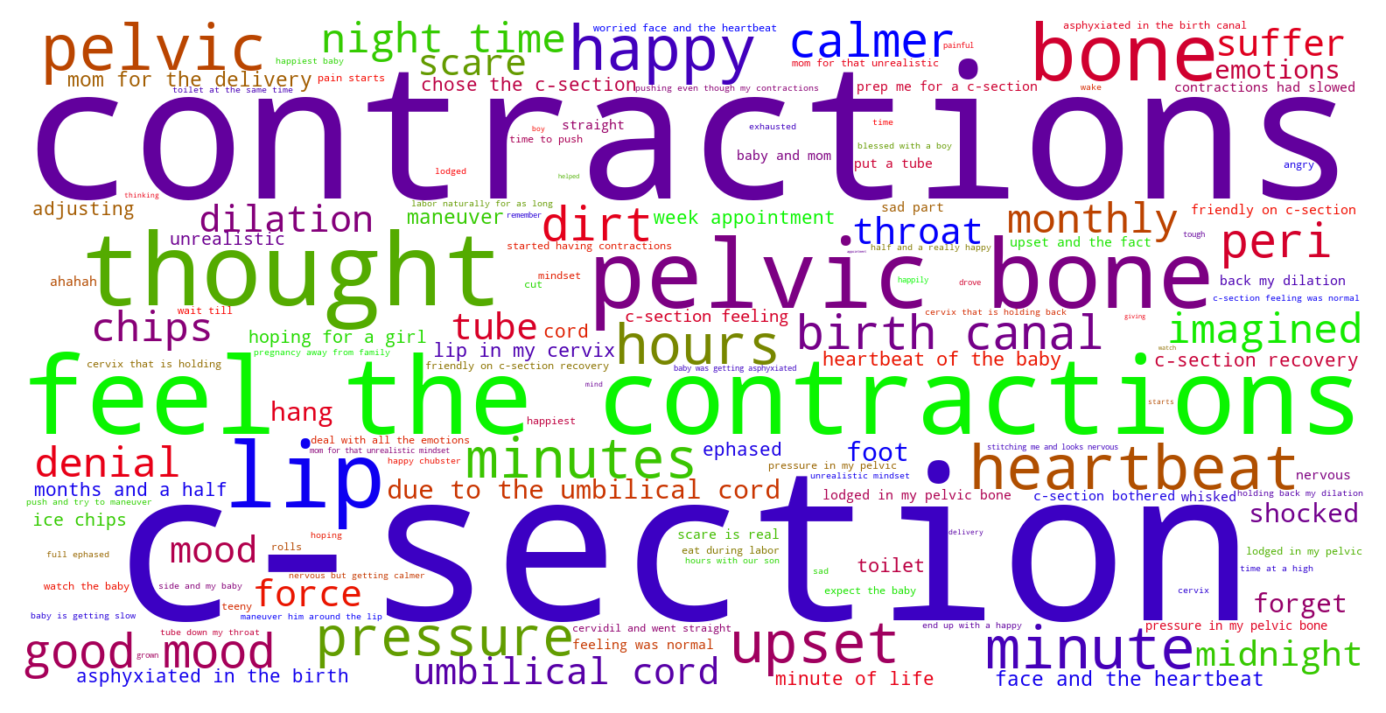 worried face and the heartbeat
asphyxiated in the birth canal
pelvic
night time
happy
calmer
bone
suffer
happiest baby
scare
painful
mom for that unrealistic
emotions
mom for the delivery
pain starts
chose the c-section
pushing even though my contractions
prep me for a c-section
wake
contractions had slowed
toilet at the same time
contractions
boy
straight
exhausted
time
time to push
baby and mom
blessed with a boy
put a tube
angry
lodged
helped
thinking
adjusting
labor naturally for as long
sad part
friendly on c-section
dilation
maneuver
remember
dirt
week appointment
throat
monthly
unrealistic
started having contractions
half and a really happy
upset and the fact
tough
peri
thought
pelvic bone
ahahah
mindset
cut
happily
drove
back my dilation
c-section feeling was normal
wait till
chips
hoping for a girl
tube
cord
c-section feeling
cervix that is holding back
giving
birth canal
imagined
pregnancy away from family
lip in my cervix
hours
watch
cervix that is holding
friendly on c-section recovery
baby was getting asphyxiated
heartbeat of the baby
c-section recovery
feel the contractions
mind
starts
hang
happiest
deal with all the emotions
mom for that unrealistic mindset
denial
lip
happy chubster
minutes
ephased
foot
stitching me and looks nervous
heartbeat
pressure in my pelvic
unrealistic mindset
nervous
months and a half
due to the umbilical cord
lodged in my pelvic bone
c-section bothered
whisked
holding back my dilation
push and try to maneuver
ice chips
c-section
shocked
hoping
scare is real
delivery
full ephased
mood
rolls
eat during labor
hours with our son
lodged in my pelvic
toilet
time at a high
nervous but getting calmer
sad
watch the baby
side and my baby
force
expect the baby
cervix
teeny
forget
baby is getting slow
maneuver him around the lip
tube down my throat
cervidil and went straight
end up with a happy
pressure in my pelvic bone
good mood
pressure
feeling was normal
upset
minute
midnight
grown
asphyxiated in the birth
umbilical cord
minute of life
face and the heartbeat